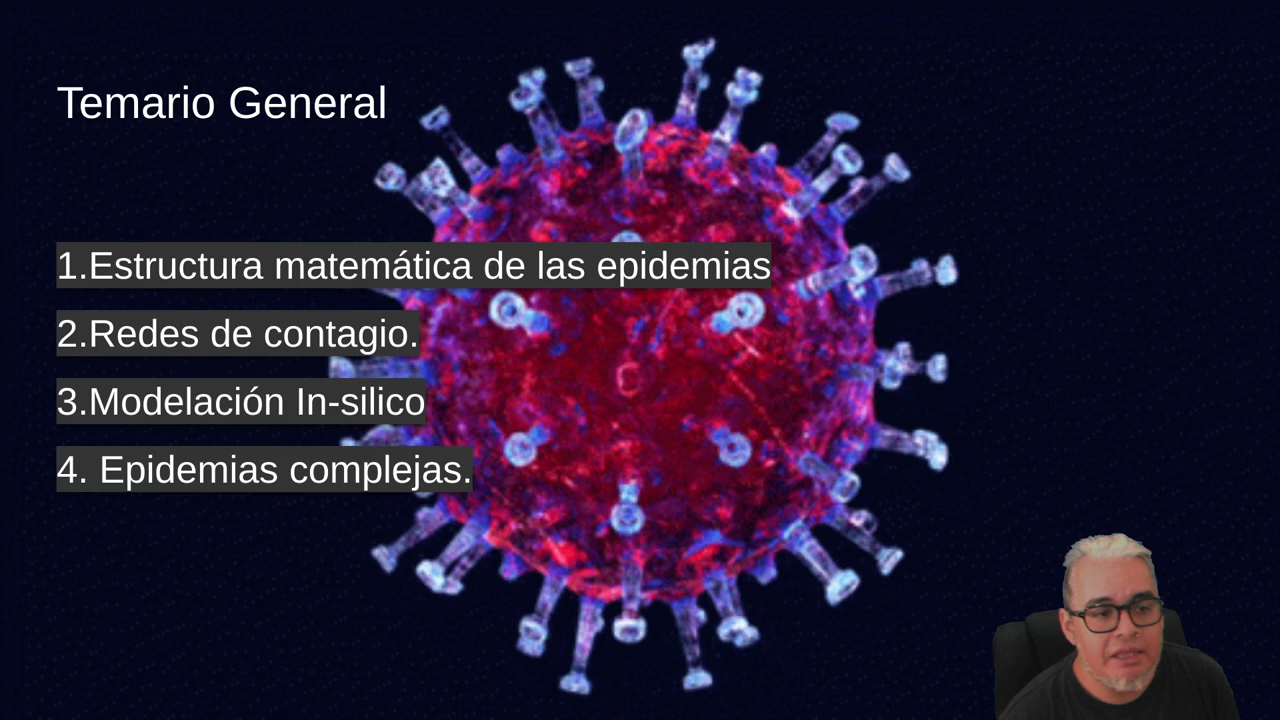 Temario General
1.Estructura matemática de las epidemias
2.Redes de contagio.
3.Modelación In-silico
4. Epidemias complejas.